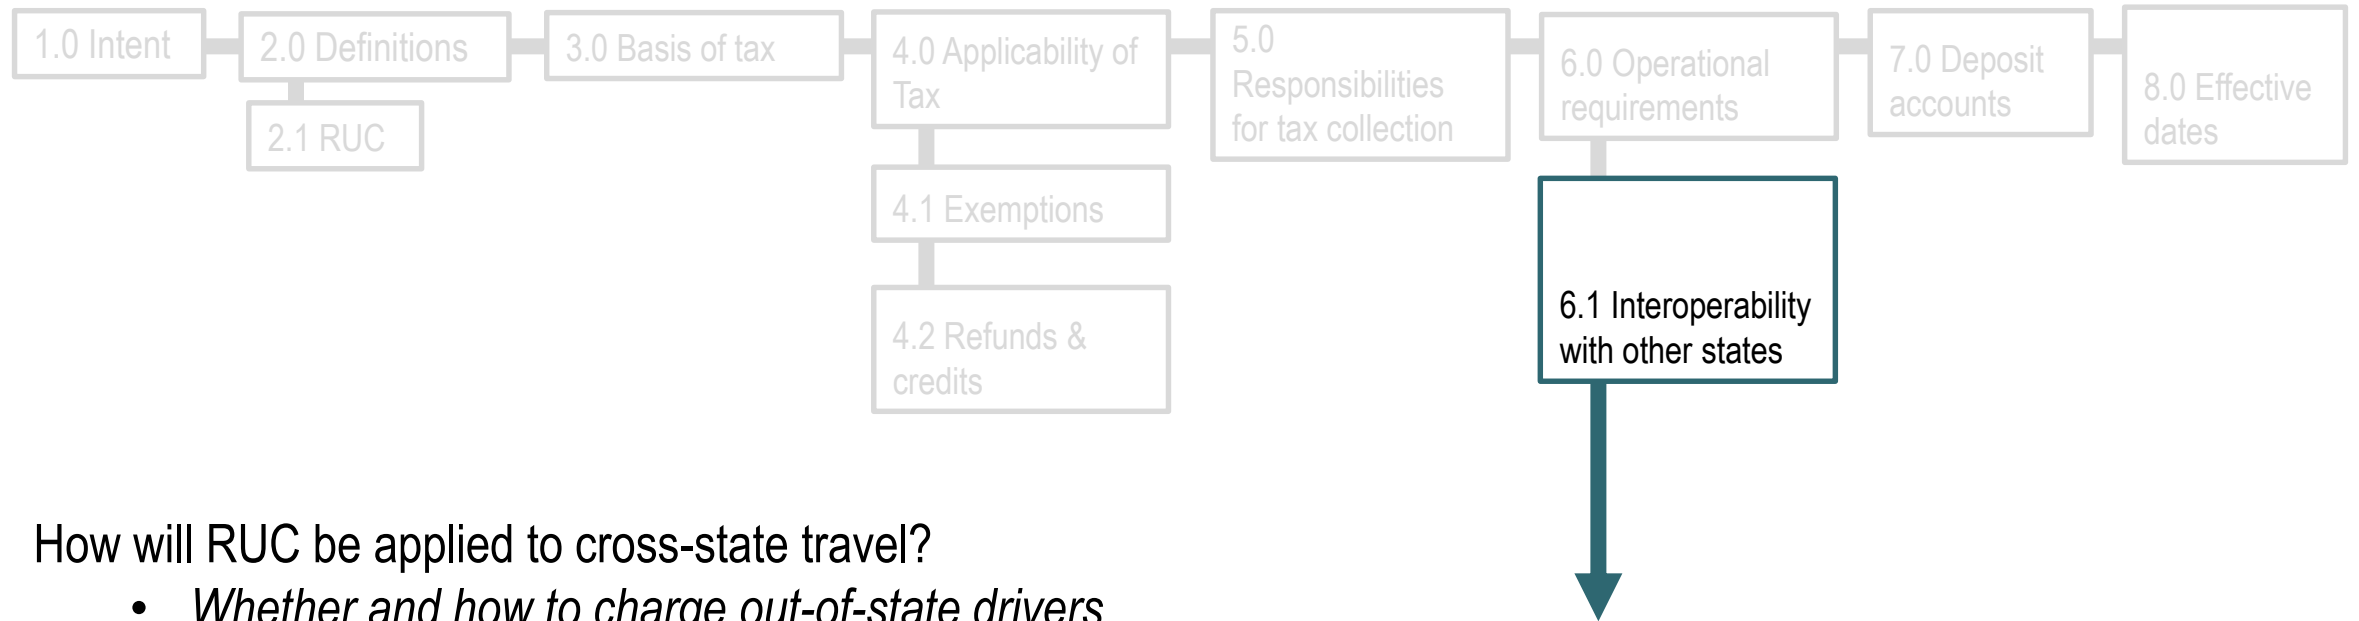 1.0 Intent
2.0 Definitions
2.1 RUC
3.0 Basis of tax
4.0 Applicability of
Tax
4.1 Exemptions
4.2 Refunds &
credits
5.0
Responsibilities
for tax collection
6.0 Operational
requirements
6.1 Interoperability
with other states
7.0 Deposit
accounts
8.0 Effective
dates
How will RUC be applied to cross-state travel?
• Whether and how to charge out-of-state drivers